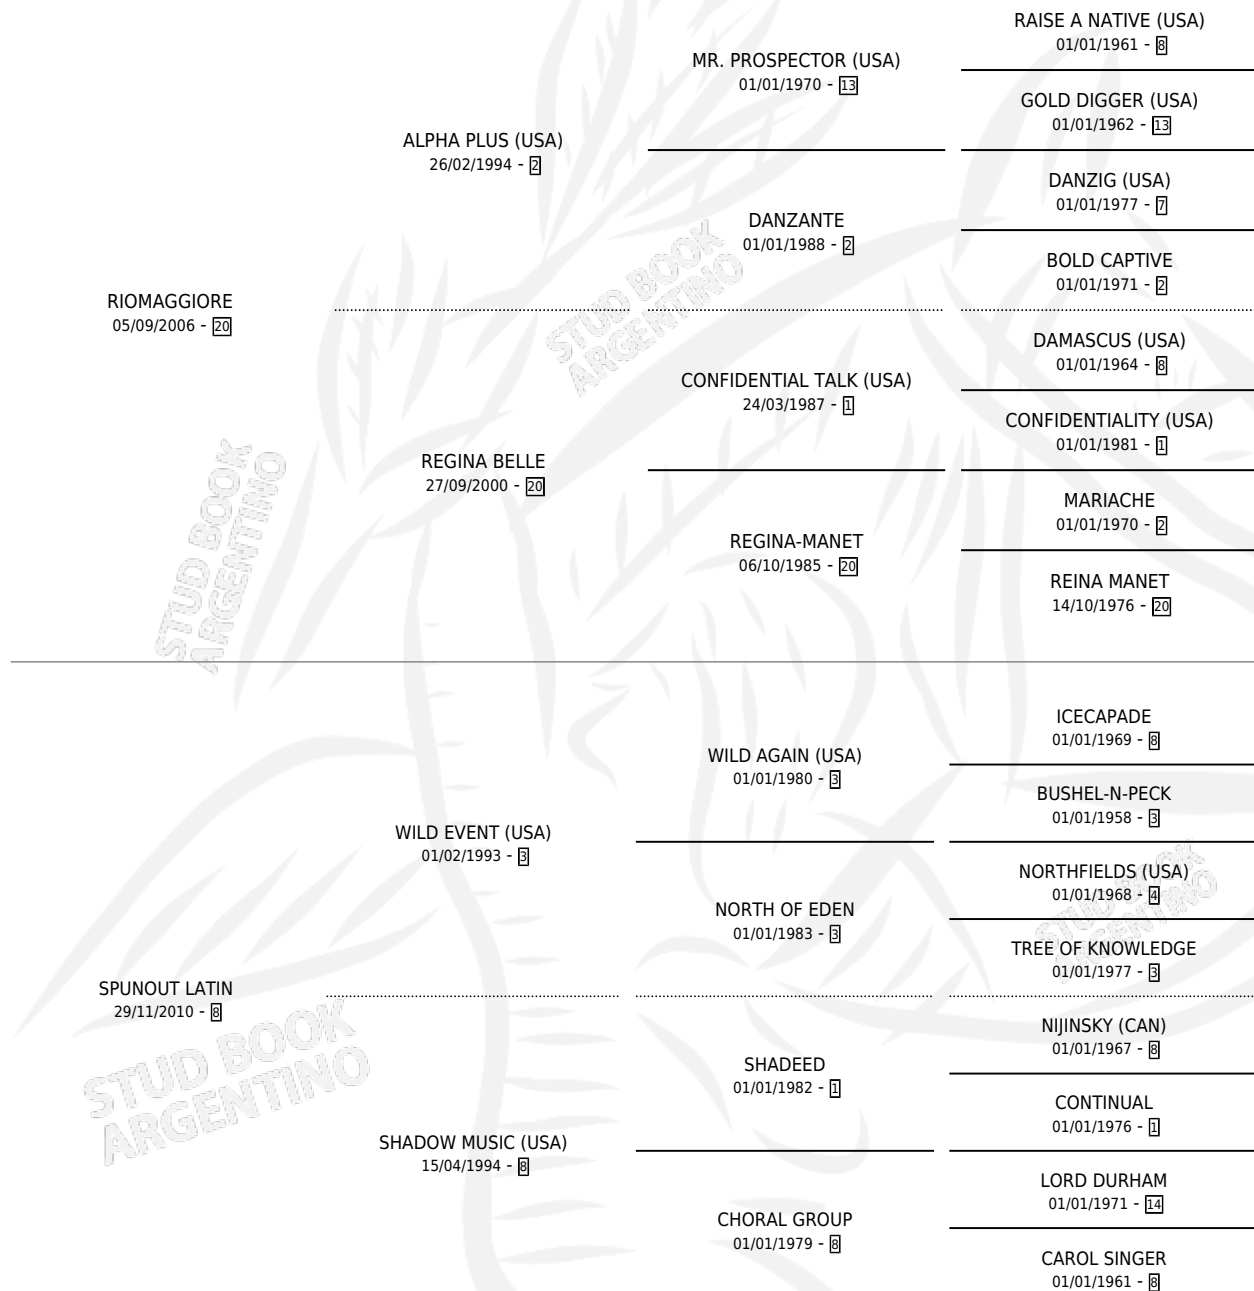 RAISE A NATIVE (USA)
01/01/1961 - 8
MR. PROSPECTOR (USA)
01/01/1970 - 13
GOLD DIGGER (USA)
01/01/1962 - 13
ALPHA PLUS (USA)
26/02/1994 - 2
DANZIG (USA)
01/01/1977 - 7
DANZANTE
01/01/1988 - 2
BOLD CAPTIVE
01/01/1971 - 2
RIOMAGGIORE
05/09/2006 - 20
DAMASCUS (USA)
01/01/1964 - 8
CONFIDENTIAL TALK (USA)
24/03/1987 - 1
CONFIDENTIALITY (USA)
01/01/1981 - 1
REGINA BELLE
27/09/2000 - 20
MARIACHE
01/01/1970 - 2
REGINA-MANET
06/10/1985 - 20
REINA MANET
14/10/1976 - 20
ICECAPADE
01/01/1969 - 8
WILD AGAIN (USA)
01/01/1980 - 3
BUSHEL-N-PECK
01/01/1958 - 3
WILD EVENT (USA)
01/02/1993 - 3
NORTHFIELDS (USA)
01/01/1968 - 4
NORTH OF EDEN
01/01/1983 - 3
TREE OF KNOWLEDGE
01/01/1977 - 3
SPUNOUT LATIN
29/11/2010 - 8
NIJINSKY (CAN)
01/01/1967 - 8
SHADEED
01/01/1982 - 1
CONTINUAL
01/01/1976 - 1
SHADOW MUSIC (USA)
15/04/1994 - 8
LORD DURHAM
01/01/1971 - 14
CHORAL GROUP
01/01/1979 - 8
CAROL SINGER
01/01/1961 - 8
STUD BOOK
ARGENTINO
STUD BOOK
ARGENTINO
STUD BOOK
ARGENTINO
STUD BOOK
ARGENTINO